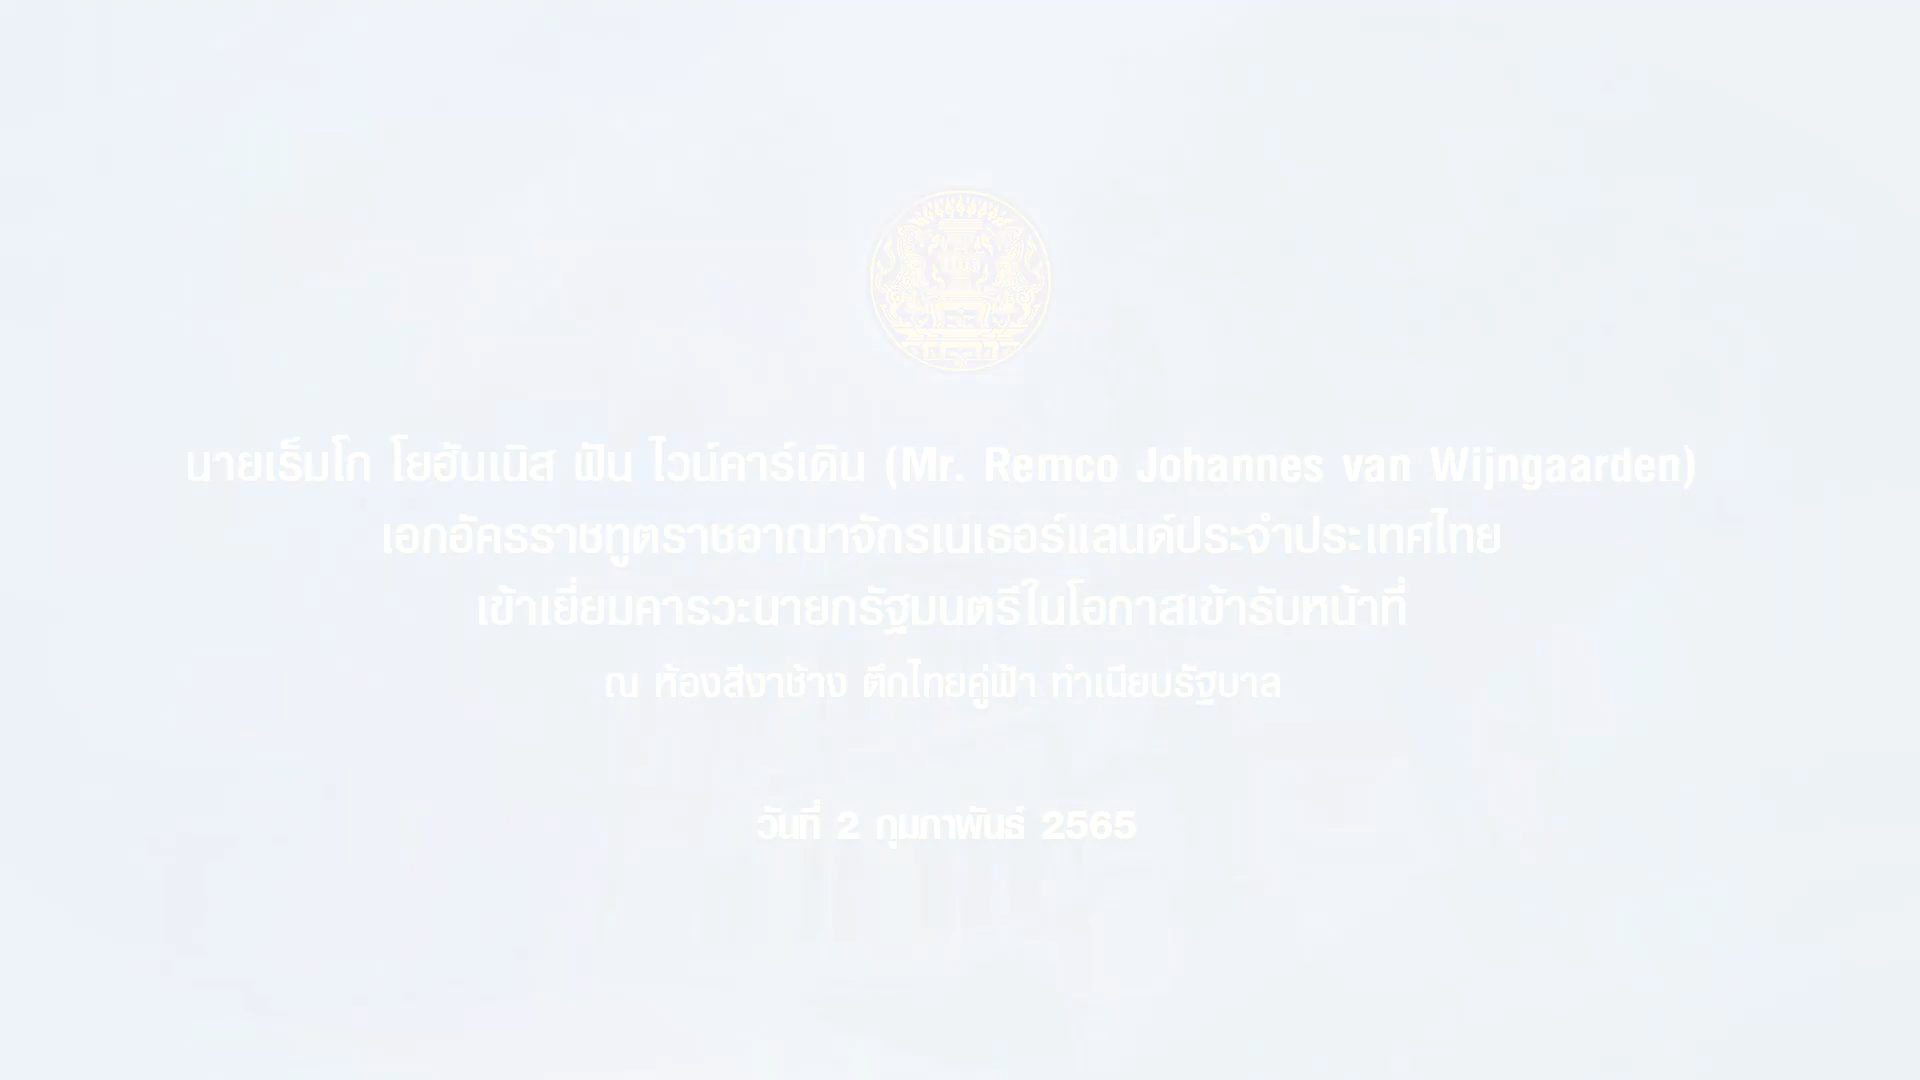 นายเร็มโก โยฮันเนิส ฟัน ไวน์คาร์เดิน (Mr. Remco Johannes van Wijngaarden)
เอกอัครราชทูตราชอาณาจักรเนเธอร์แลนด์ประจำประเทศไทย
เข้าเยี่ยมคารวะนายกรัฐมนตรีในโอกาสเข้ารับหน้าที่
ณ ห้องสีงาช้าง ตึกไทยคู่ฟ้า ทำเนียบรัฐบาล
วันที่ 2 กุมภาพันธ์ 2565